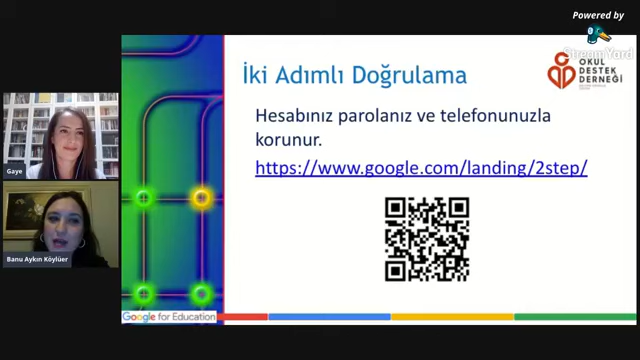 Powered by
StreamYard
İki Adımlı Doğrulama
OKUL
DESTEK
DERNEĞİ
Hesabınız parolanız ve telefonunuzla
korunur.
https://www.google.com/landing/2step/
Gaye
Banu Aykın Köylüer
Google for Education